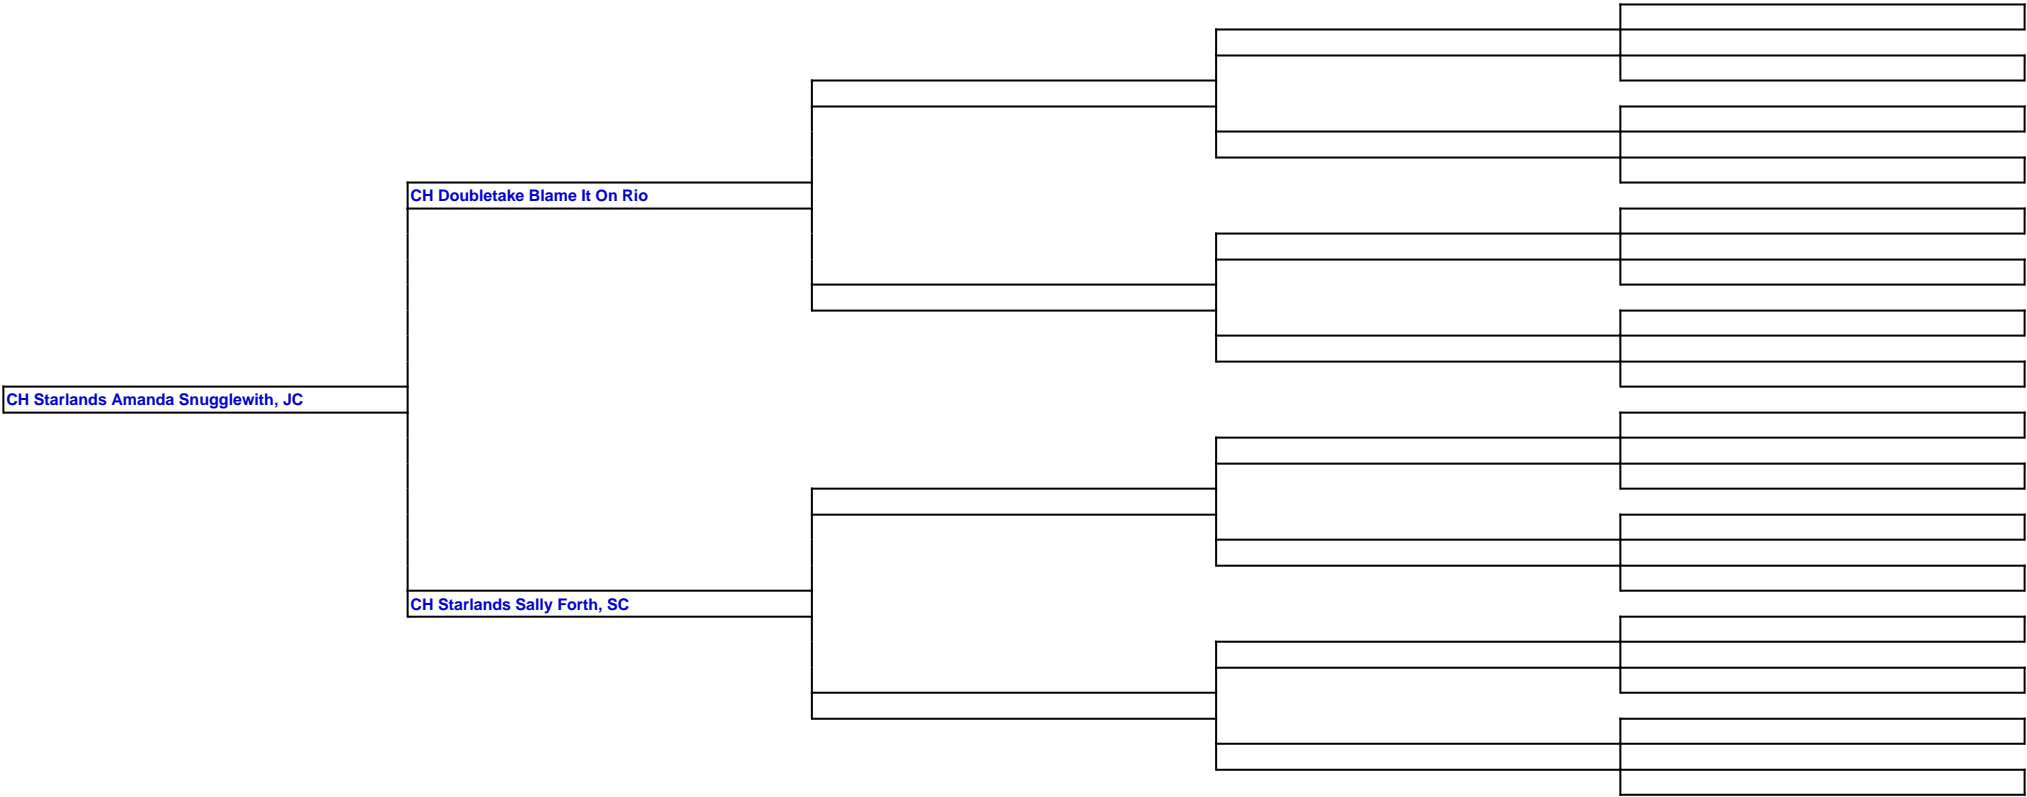 CH Doubletake Blame It On Rio
CH Starlands Amanda Snugglewith, JC
CH Starlands Sally Forth, SC